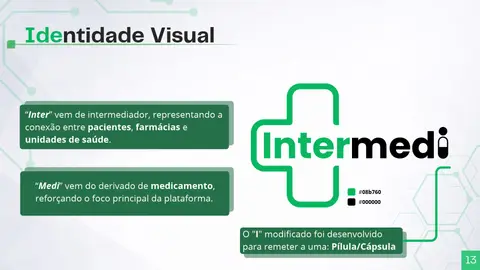 Identidade Visual
“Inter” vem de intermediador, representando a
conexão entre pacientes, farmácias e
unidades de saúde.
“Medi” vem do derivado de medicamento,
reforçando o foco principal da plataforma.
Intermedi
#08b760
#000000
O "I" modificado foi desenvolvido
para remeter a uma: Pílula/Cápsula
13